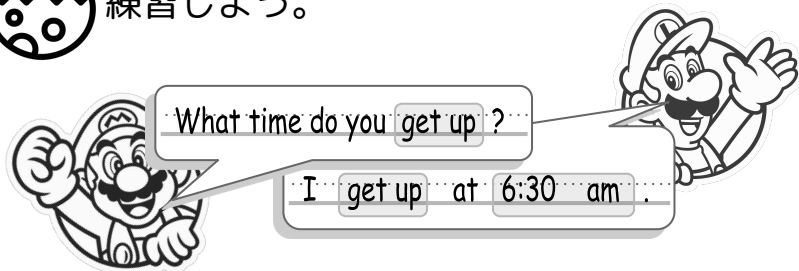 練習しよう。
What time do you get up ?
I get up at 6:30 am .